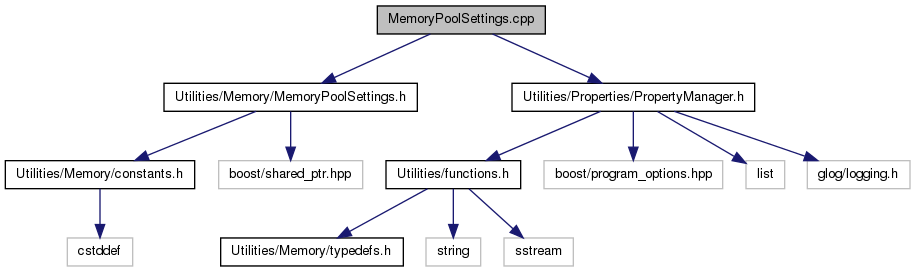 MemoryPoolSettings.cpp
Utilities/Memory/MemoryPoolSettings.h
Utilities/Properties/PropertyManager.h
Utilities/Memory/constants.h
boost/shared_ptr.hpp
Utilities/functions.h
boost/program_options.hpp
list
glog/logging.h
cstddef
Utilities/Memory/typedefs.h
string
sstream